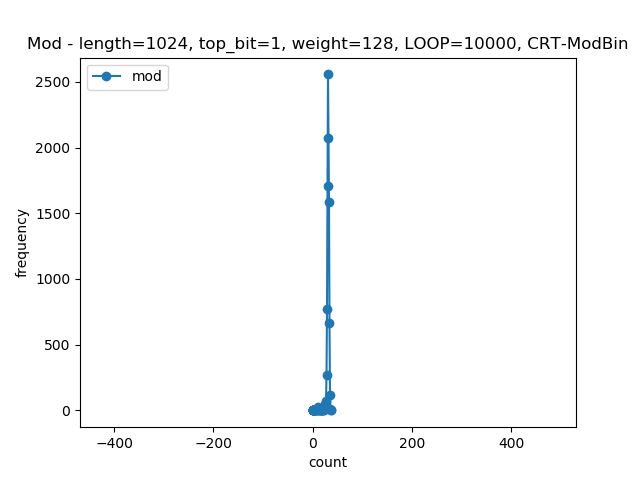 Mod - length=1024, top_bit=1, weight=128, LOOP=10000, CRT-ModBin
mod
2500
2000
1500
1000
500
0
frequency
−400
−200
0
200
400
count